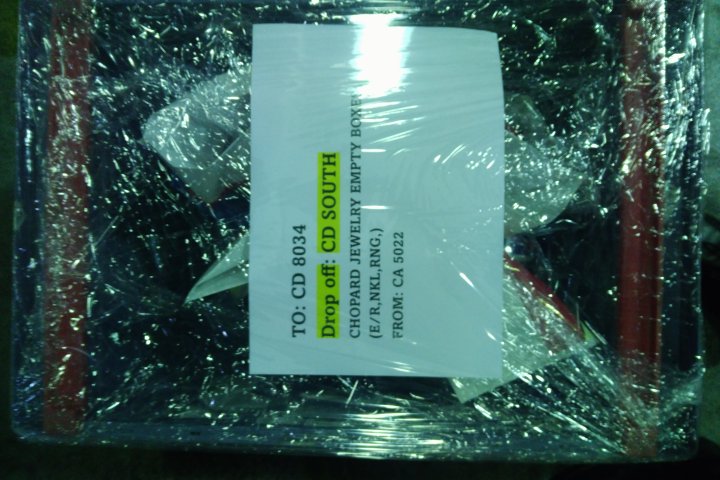 TO: CD 8034
Drop off: CD SOUTH
CHOPARD JEWELRY EMPTY BOXES
(E/R,NKL,RNG,)
FROM: CA 5022